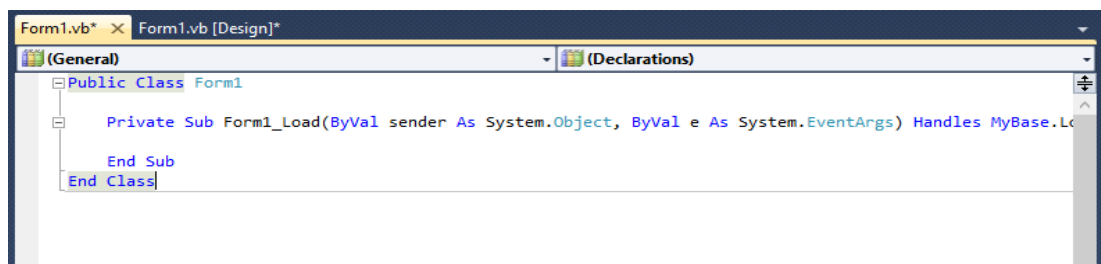 Form1.vb* × Form1.vb [Design]*
(General) (Declarations)
Public Class Form1
Private Sub Form1_Load(ByVal sender As System.Object, ByVal e As System.EventArgs) Handles MyBase.Lo
End Sub
End Class